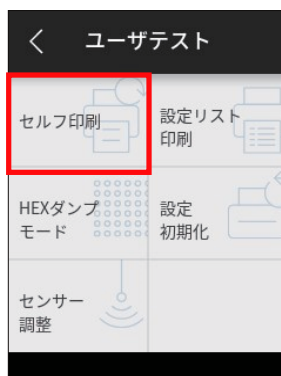 ユーザテスト
セルフ印刷
設定リスト
印刷
HEXダンプ
モード
設定
初期化
センサー
調整